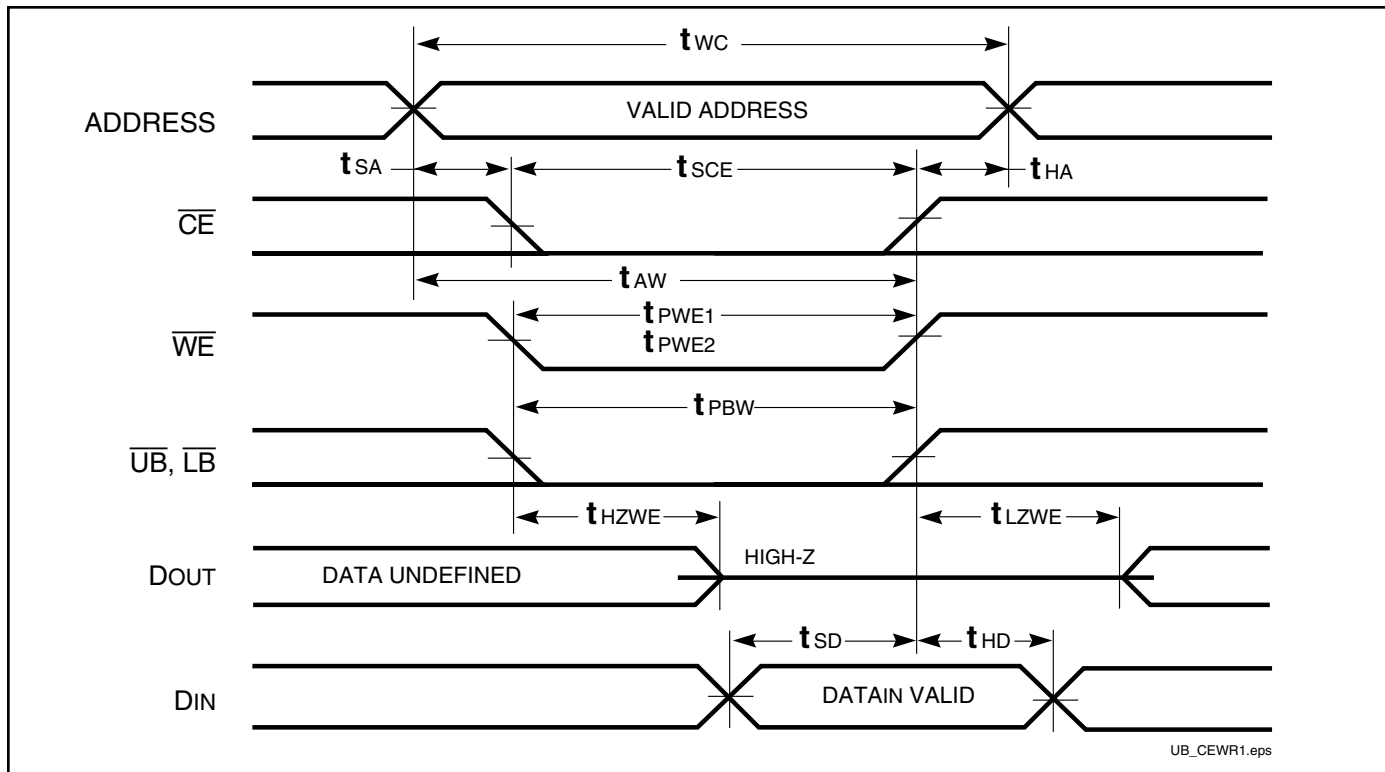 tWC
ADDRESS
VALID ADDRESS
tSA
tSCE
tHA
CE
tAW
WE
tPWE1
tPWE2
tPBW
UB, LB
tHZWE
tLZWE
DOUT
DATA UNDEFINED
HIGH-Z
tSD
tHD
DIN
DATAIN VALID
UB_CEWR1.eps